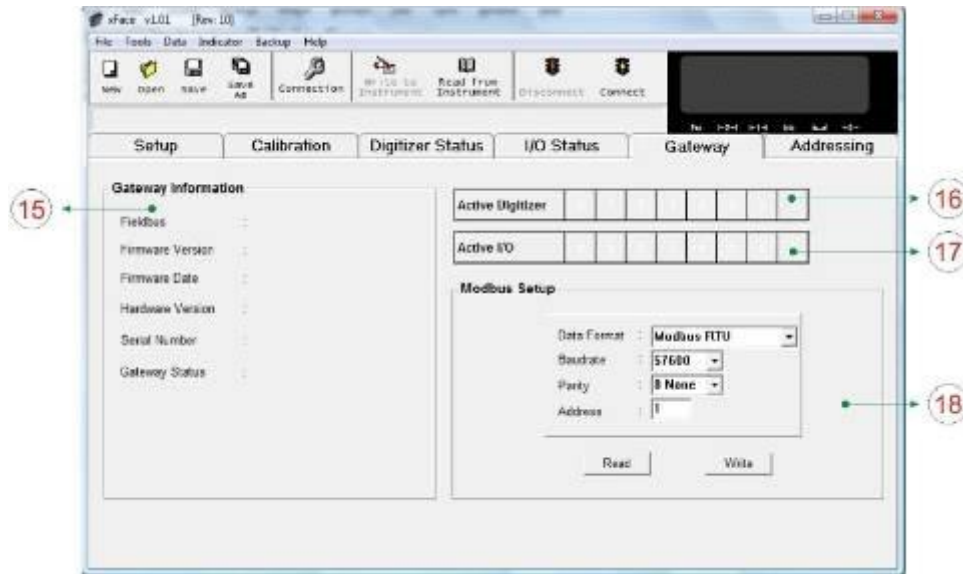 xFace v1.01 [Rev: 10]
File Tools Data Indicator Backup Help
New Open Save Save As Connection Write to Instrument Read from Instrument Disconnect Connect
Setup Calibration Digitizer Status I/O Status Gateway Addressing
15
Gateway Information
Fieldbus :
Firmware Version :
Firmware Date :
Hardware Version :
Serial Number :
Gateway Status :
Active Digitizer
16
Active I/O
17
Modbus Setup
Data Format : Modbus RTU
Baudrate : 57600
Parity : 8 None
Address : 1
18
Read Write